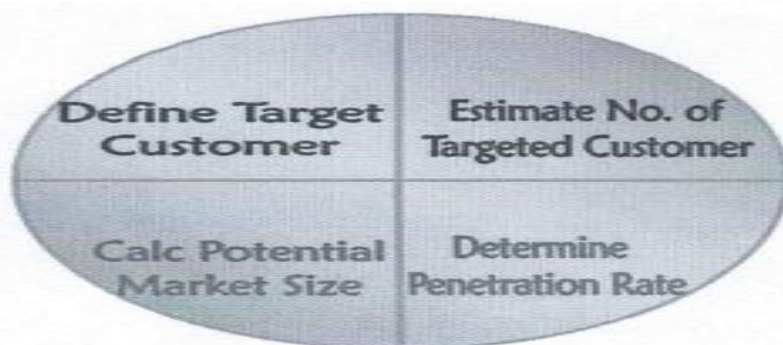 Define Target
Customer
Estimate No. of
Targeted Customer
Calc Potential
Market Size
Determine
Penetration Rate